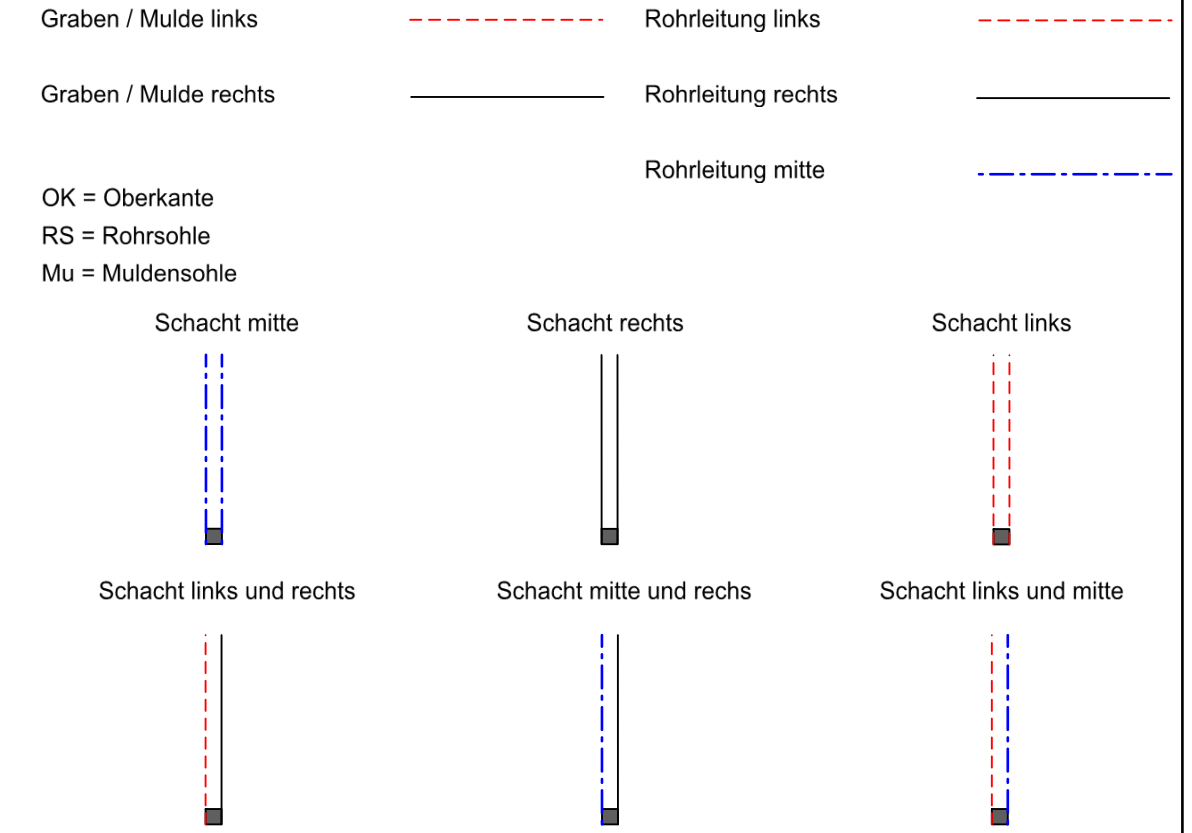 Graben / Mulde links
Rohrleitung links
Graben / Mulde rechts
Rohrleitung rechts
Rohrleitung mitte
OK = Oberkante
RS = Rohrsohle
Mu = Muldensohle
Schacht mitte
Schacht rechts
Schacht links
Schacht links und rechts
Schacht mitte und rechs
Schacht links und mitte